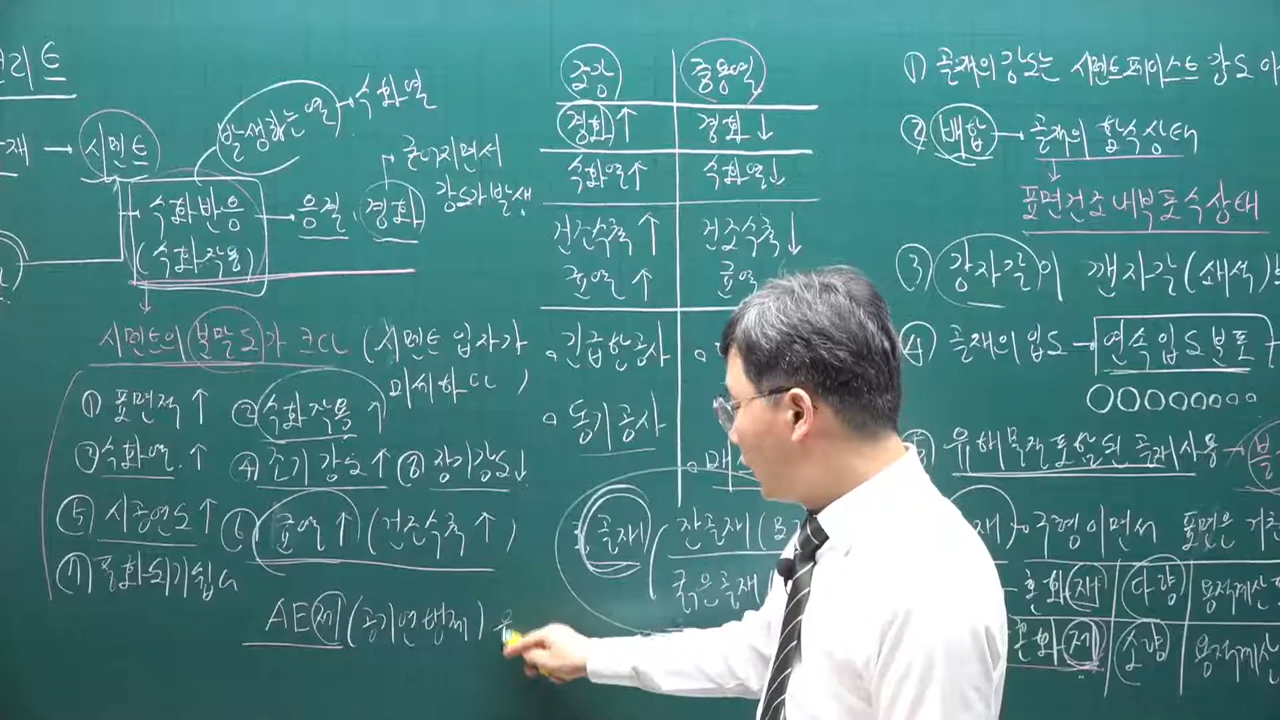 크리트
재 → 시멘트
발생하는 열 → 수화열
수화반응 → 응결, 경화
(수화작용)
→ 굳어지면서
강도가 발생
시멘트의 분말도가 크다 (시멘트 입자가
미세하다)
① 표면적 ↑ ② 수화작용 ↑
③ 수화열 ↑ ④ 초기강도 ↑ ⑧ 장기강도 ↓
⑤ 시공연도 ↑ ⑥ 균열 ↑ (건조수축 ↑)
⑦ 풍화되기쉽다
AE제 (공기연행제) 응
조강 중용열
경화 ↑ 경화 ↓
수화열 ↑ 수화열 ↓
건조수축 ↑ 건조수축 ↓
균열 ↑ 균열
。긴급한공사
。동기공사
골재 잔골재
굵은골재
① 골재의 강도는 시멘트페이스트 강도 이
② 배합 → 골재의 함수상태
↓
표면건조내부포수상태
③ 강자갈이 깬자갈(쇄석)
④ 골재의 입도 → 연속입도분포
○○○○○○○○○
유해물질 포함된 골재사용 →
재) 구형이면서 표면은 거친
혼화재 다량 용적계산
혼화제 소량 용적계산